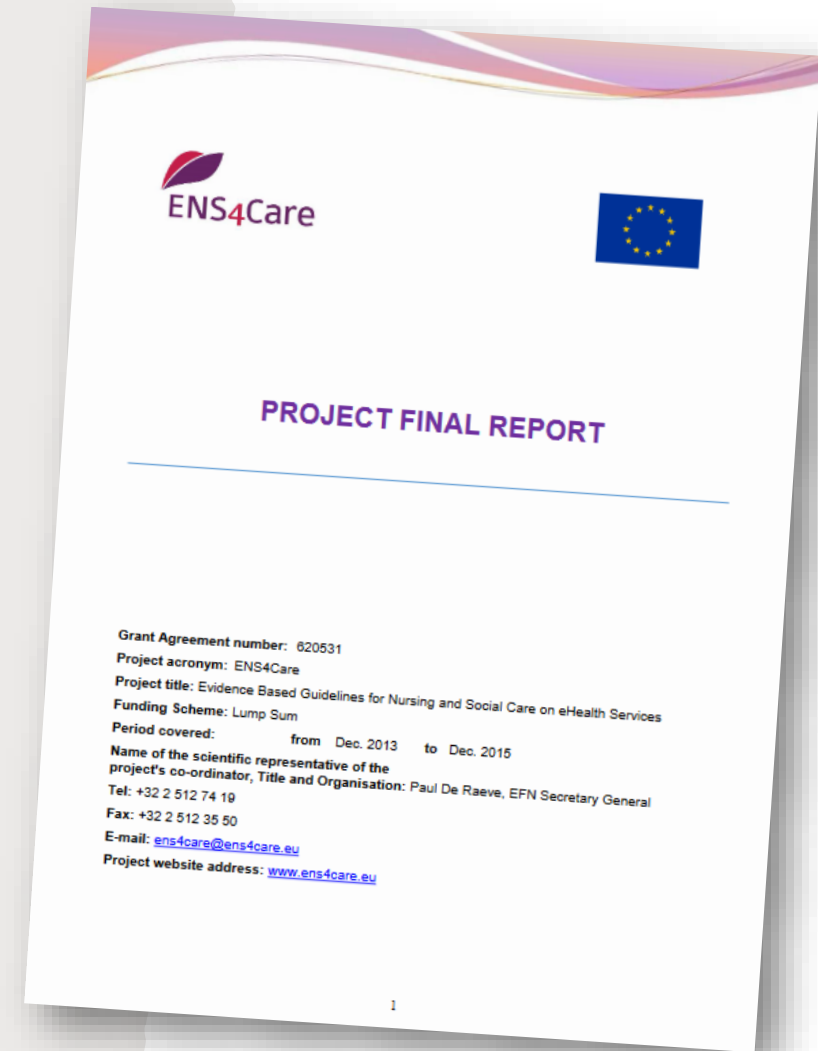 ENS4Care
PROJECT FINAL REPORT
Grant Agreement number: 620531
Project acronym: ENS4Care
Project title: Evidence Based Guidelines for Nursing and Social Care on eHealth Services
Funding Scheme: Lump Sum
Period covered: from Dec. 2013 to Dec. 2015
Name of the scientific representative of the
project's co-ordinator, Title and Organisation: Paul De Raeve, EFN Secretary General
Tel: +32 2 512 74 19
Fax: +32 2 512 35 50
E-mail: ens4care@ens4care.eu
Project website address: www.ens4care.eu
1